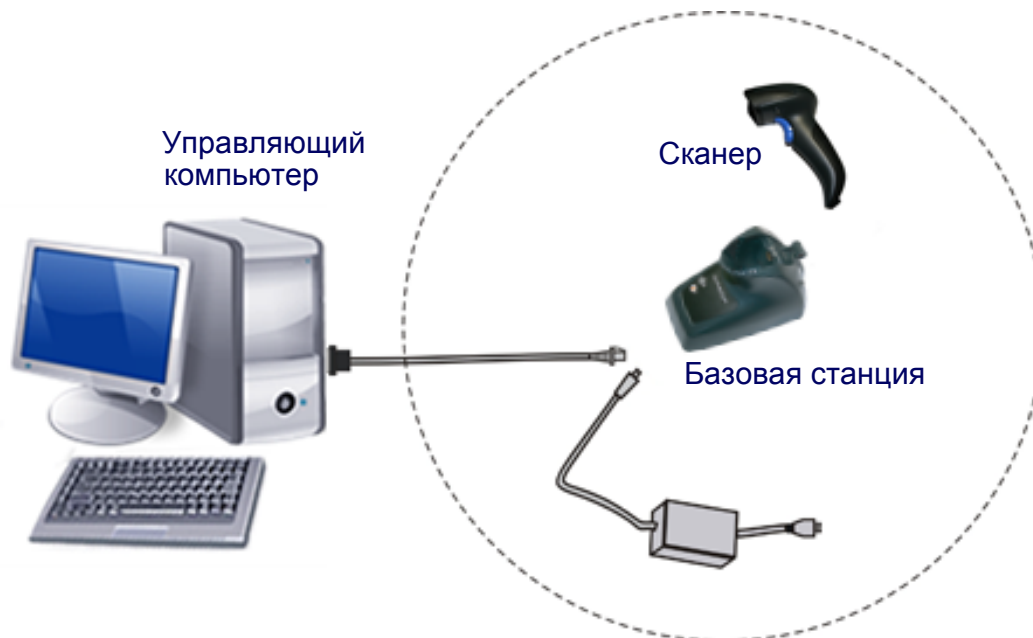 Управляющий
компьютер
Сканер
Базовая станция